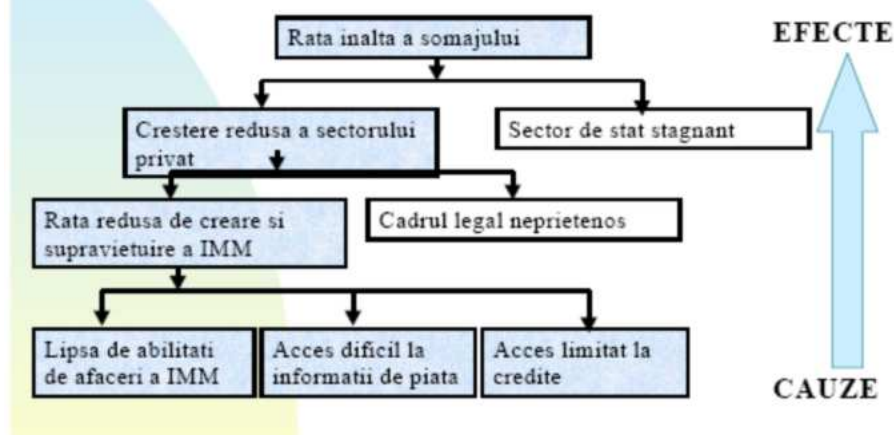 Rata inalta a somajului
EFECTE
Crestere redusa a sectorului
privat
Sector de stat stagnant
Rata redusa de creare si
supravietuire a IMM
Cadrul legal neprietenos
Lipsa de abilitati
de afaceri a IMM
Acces dificil la
informatii de piata
Acces limitat la
credite
CAUZE